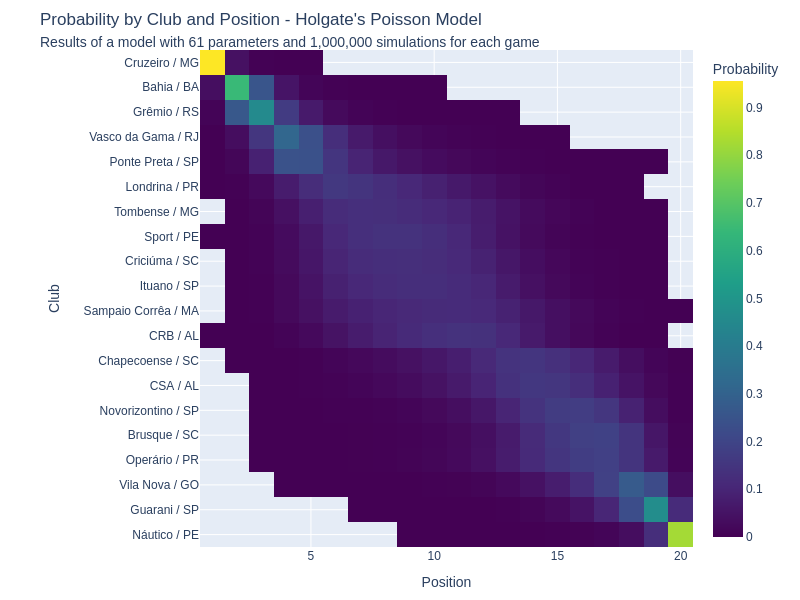 Probability by Club and Position - Holgate's Poisson Model
Results of a model with 61 parameters and 1,000,000 simulations for each game
Probability
Club
Cruzeiro / MG
Bahia / BA
Grêmio / RS
Vasco da Gama / RJ
Ponte Preta / SP
Londrina / PR
Tombense / MG
Sport / PE
Criciúma / SC
Ituano / SP
Sampaio Corrêa / MA
CRB / AL
Chapecoense / SC
CSA / AL
Novorizontino / SP
Brusque / SC
Operário / PR
Vila Nova / GO
Guarani / SP
Náutico / PE
0.9
0.8
0.7
0.6
0.5
0.4
0.3
0.2
0.1
0
5
10
15
20
Position